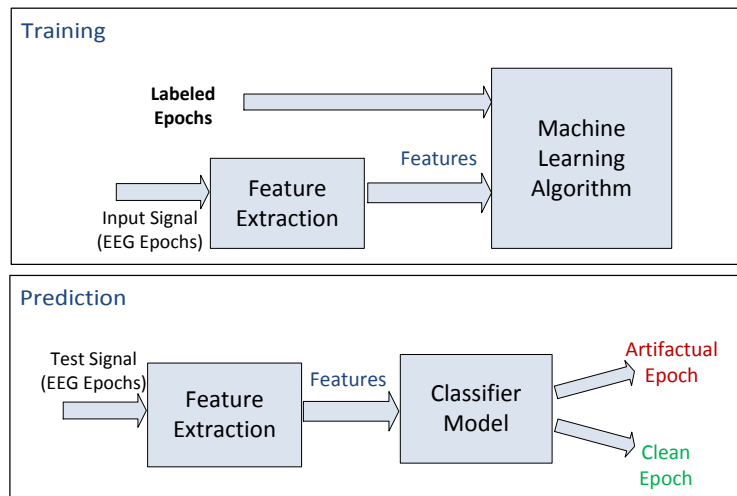 Training
Labeled
Epochs
Machine
Learning
Algorithm
Features
Feature
Extraction
Input Signal
(EEG Epochs)
Prediction
Test Signal
(EEG Epochs)
Feature
Extraction
Features
Classifier
Model
Artifactual
Epoch
Clean
Epoch